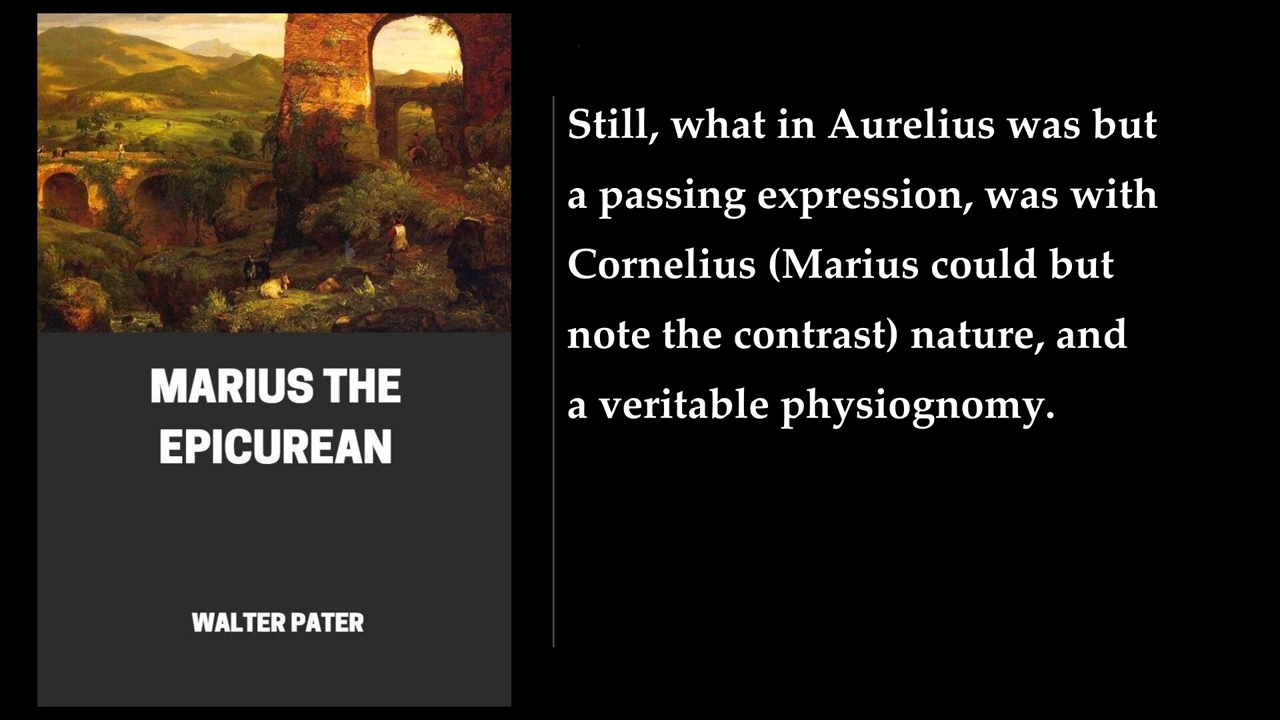 MARIUS THE
EPICUREAN
WALTER PATER
Still, what in Aurelius was but
a passing expression, was with
Cornelius (Marius could but
note the contrast) nature, and
a veritable physiognomy.